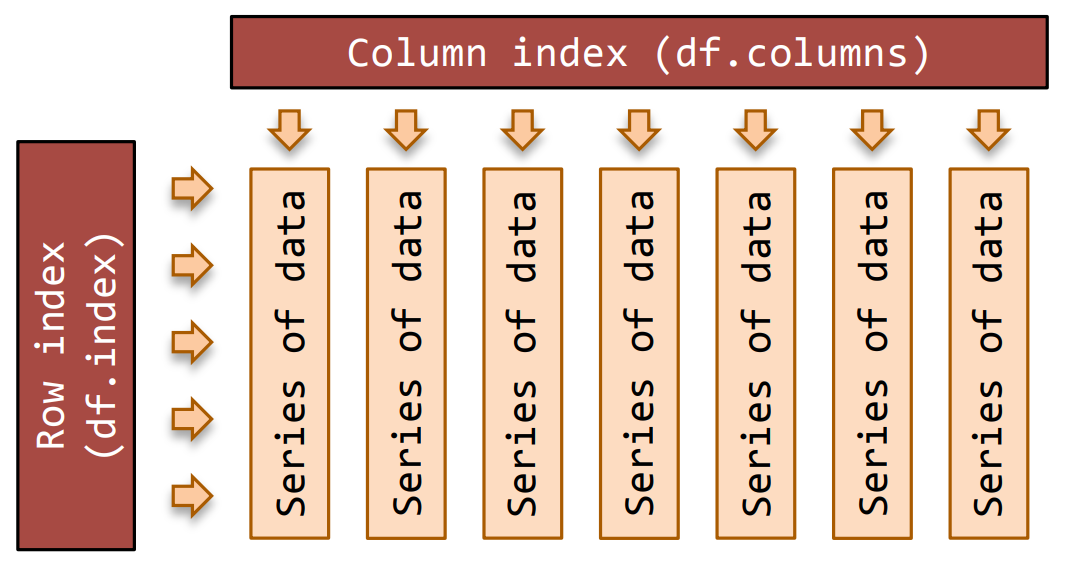 Column index (df.columns)
Row index
(df.index)
Series of data
Series of data
Series of data
Series of data
Series of data
Series of data
Series of data